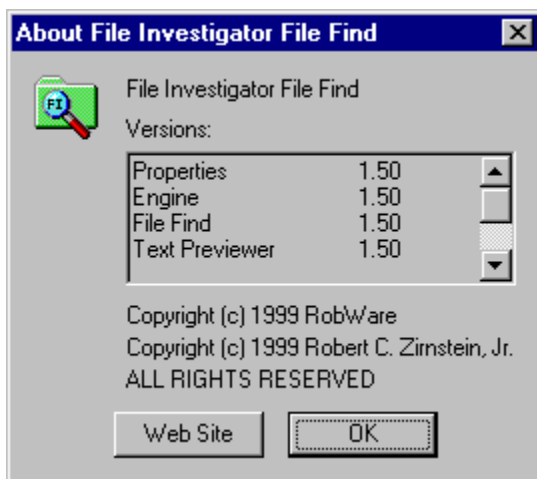 About File Investigator File Find
FI
File Investigator File Find
Versions:
Properties 1.50
Engine 1.50
File Find 1.50
Text Previewer 1.50
Copyright (c) 1999 RobWare
Copyright (c) 1999 Robert C. Zirnstein, Jr.
ALL RIGHTS RESERVED
Web Site OK